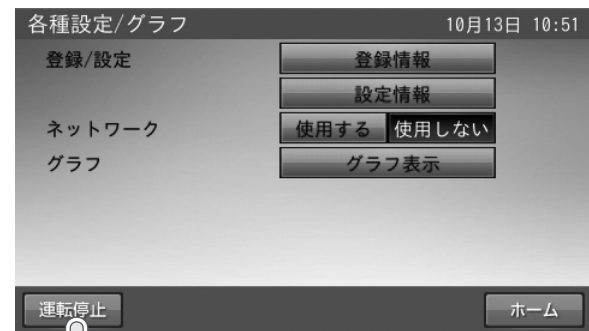 各種設定/グラフ 10月13日 10:51
登録/設定 登録情報
設定情報
ネットワーク 使用する 使用しない
グラフ グラフ表示
運転停止 ホーム